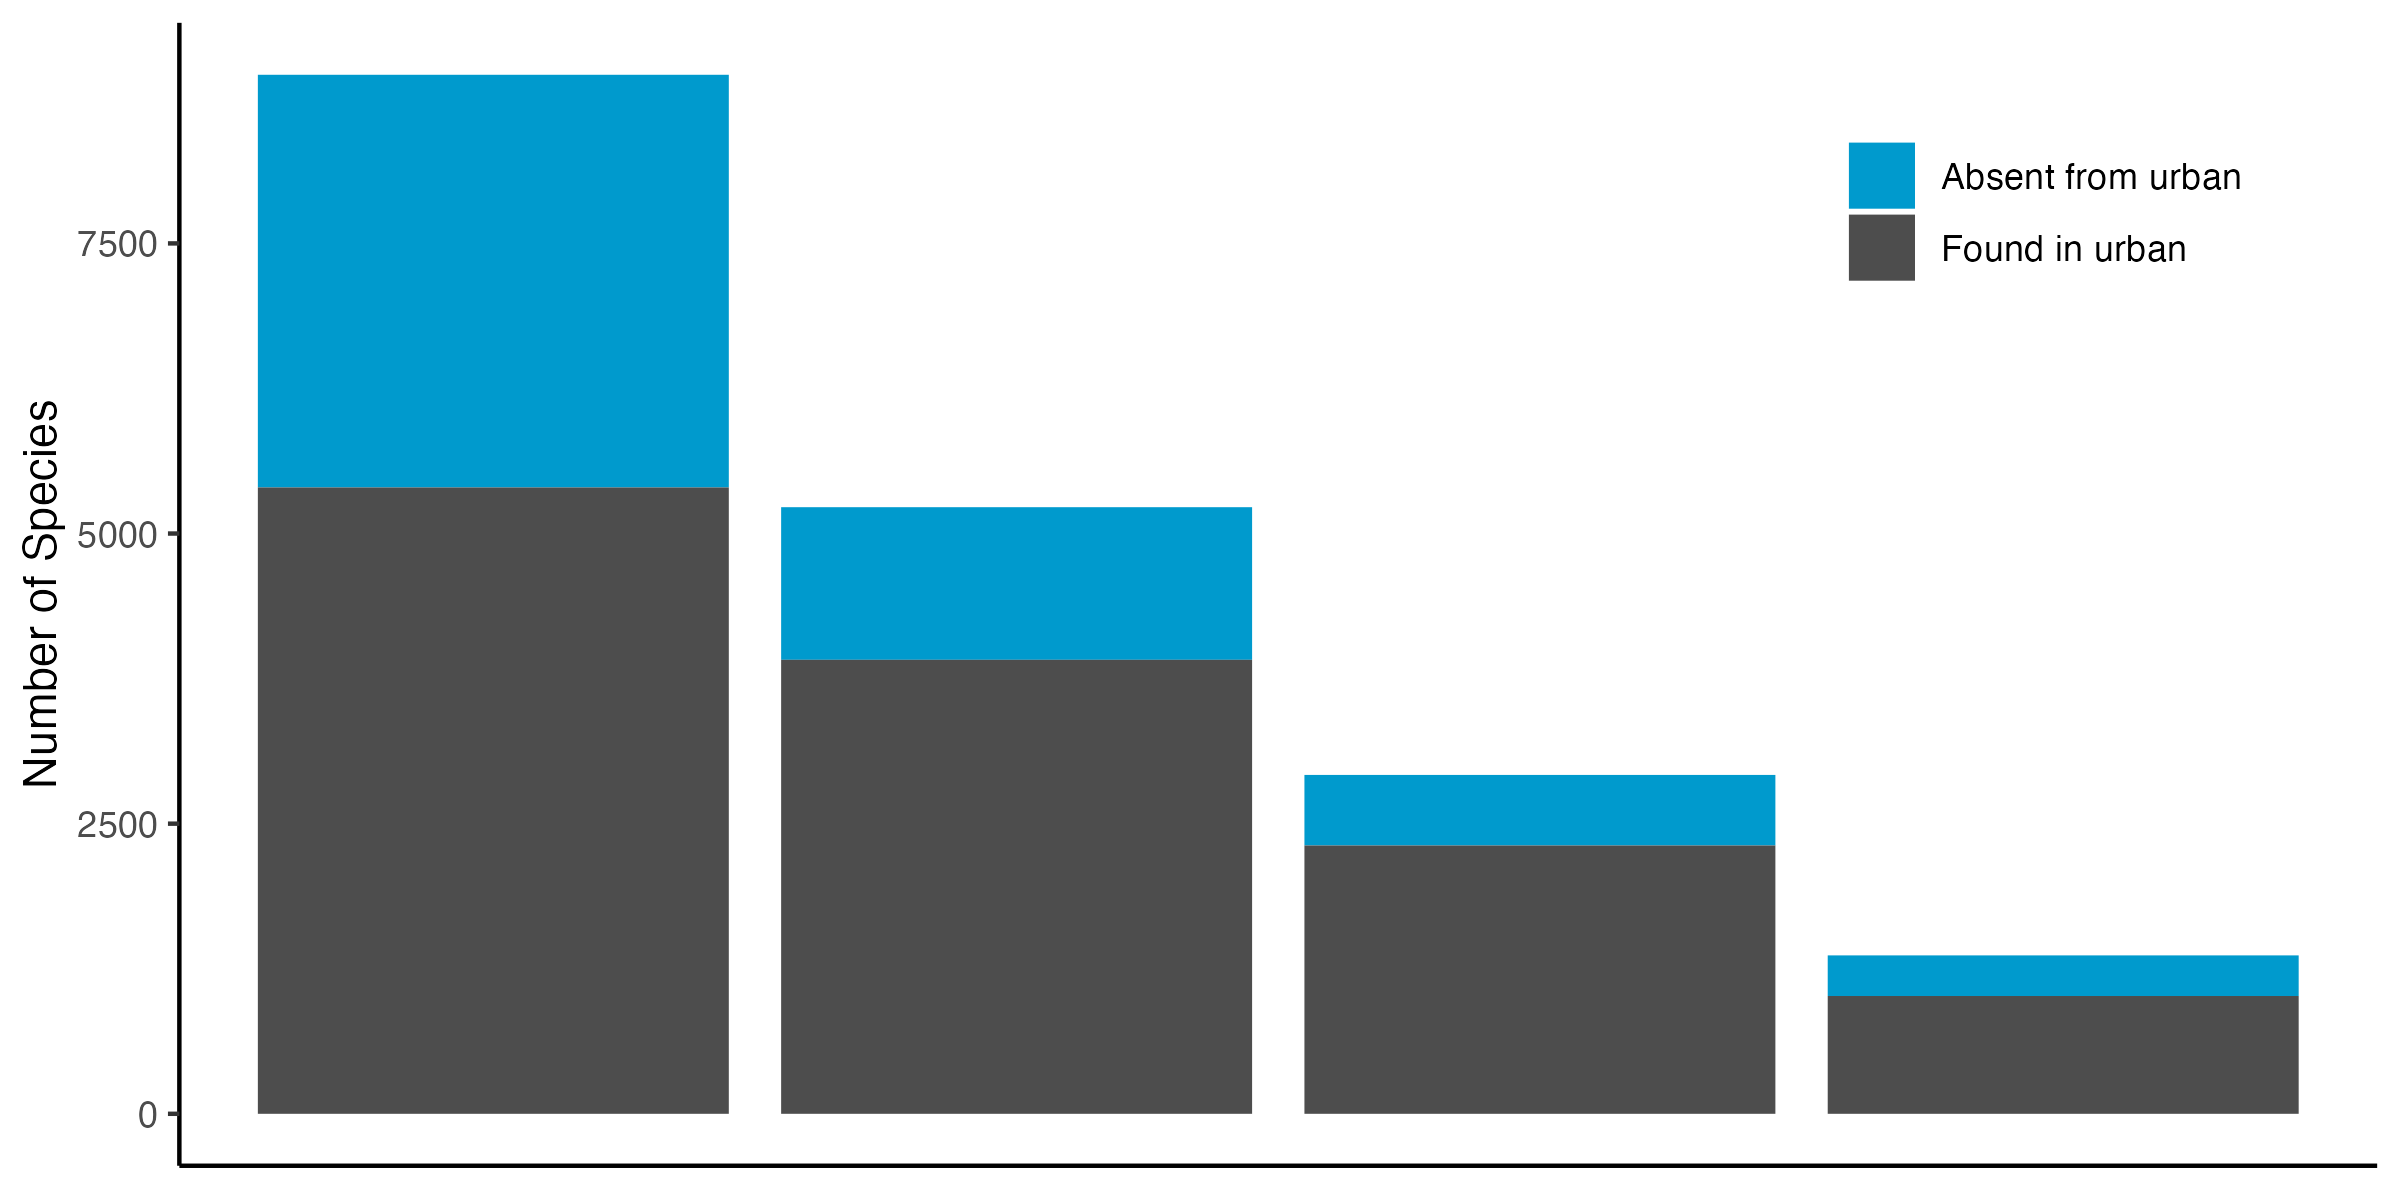 Number of Species
7500
5000
2500
0
Absent from urban
Found in urban